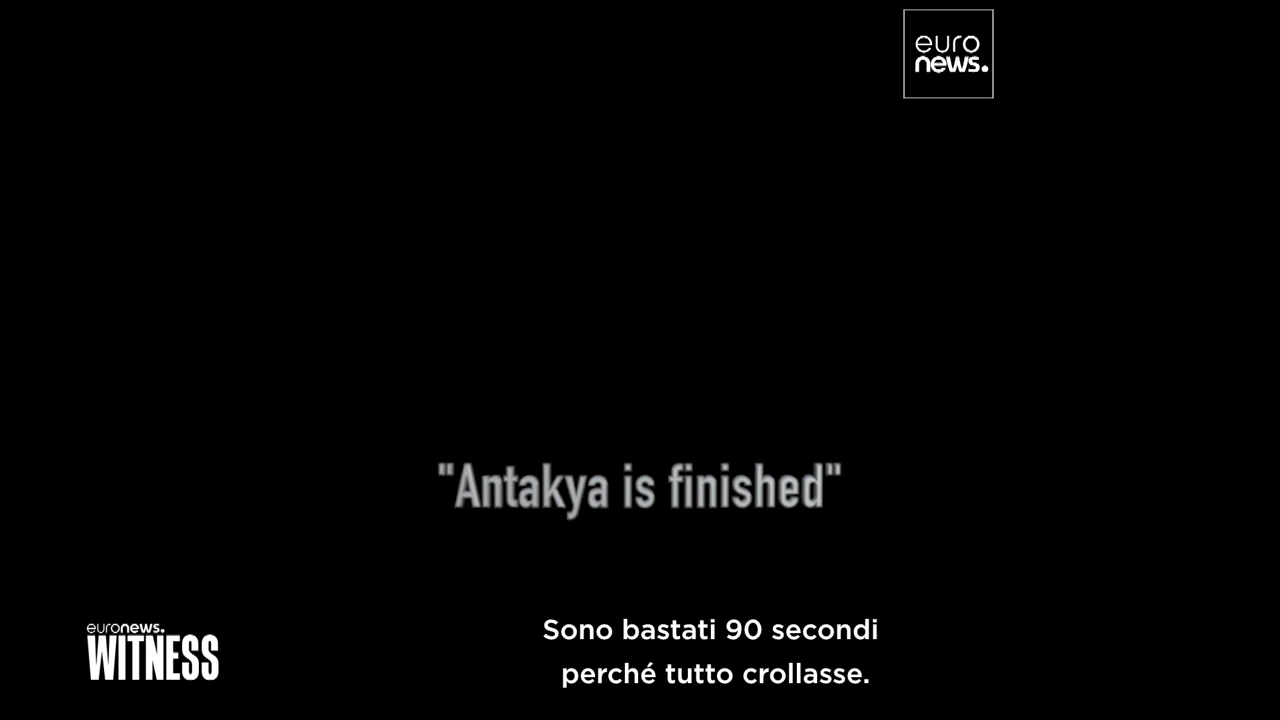 euro
news.
"Antakya is finished"
Sono bastati 90 secondi
perché tutto crollasse.
euronews.
WITNESS